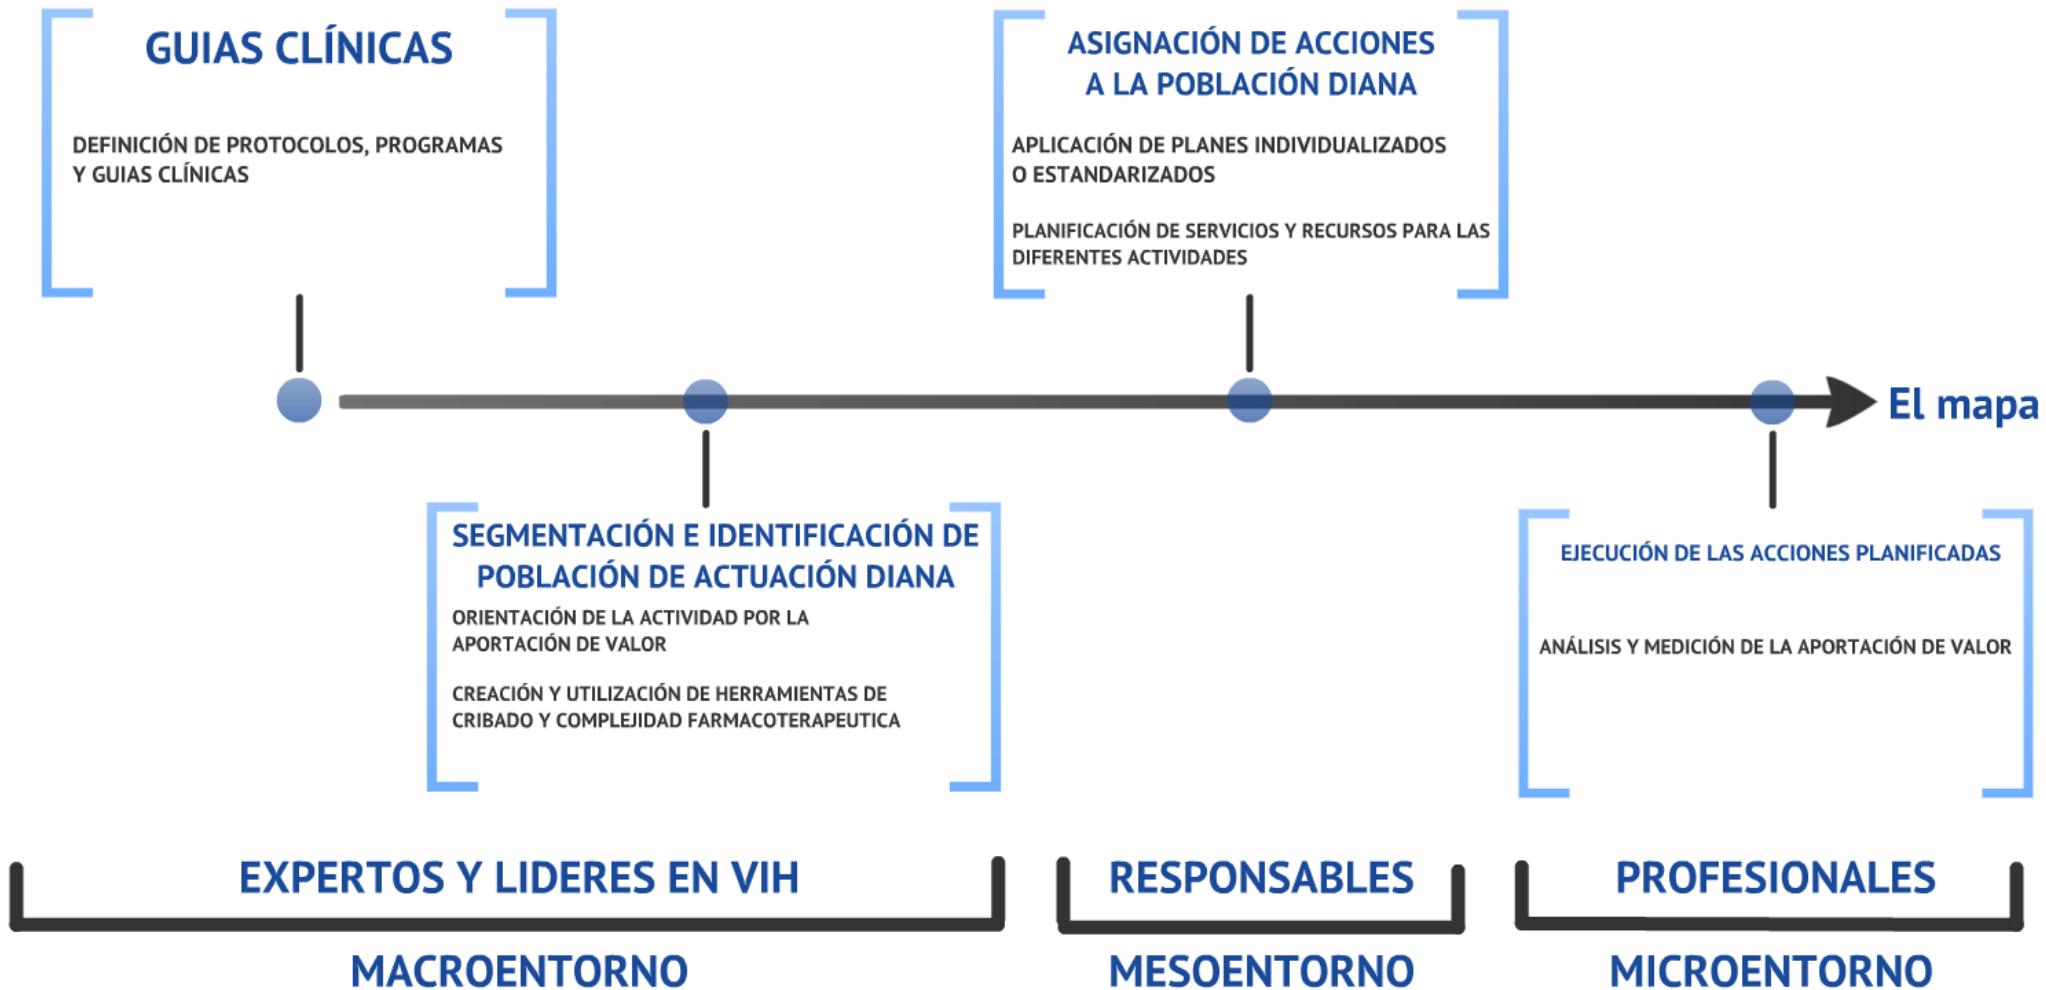 GUIAS CLÍNICAS
DEFINICIÓN DE PROTOCOLOS, PROGRAMAS
Y GUIAS CLÍNICAS
ASIGNACIÓN DE ACCIONES
A LA POBLACIÓN DIANA
APLICACIÓN DE PLANES INDIVIDUALIZADOS
O ESTANDARIZADOS
PLANIFICACIÓN DE SERVICIOS Y RECURSOS PARA LAS
DIFERENTES ACTIVIDADES
El mapa
SEGMENTACIÓN E IDENTIFICACIÓN DE
POBLACIÓN DE ACTUACIÓN DIANA
ORIENTACIÓN DE LA ACTIVIDAD POR LA
APORTACIÓN DE VALOR
CREACIÓN Y UTILIZACIÓN DE HERRAMIENTAS DE
CRIBADO Y COMPLEJIDAD FARMACOTERAPEUTICA
EJECUCIÓN DE LAS ACCIONES PLANIFICADAS
ANÁLISIS Y MEDICIÓN DE LA APORTACIÓN DE VALOR
EXPERTOS Y LIDERES EN VIH
RESPONSABLES
PROFESIONALES
MACROENTORNO
MESOENTORNO
MICROENTORNO